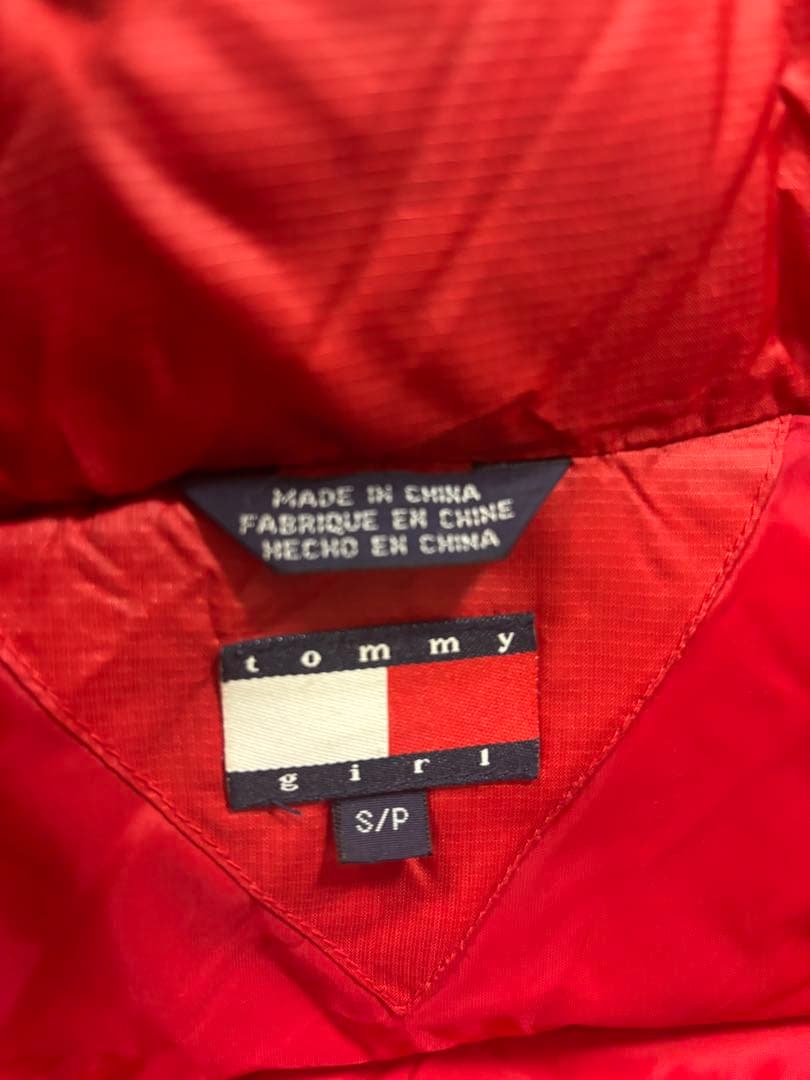 MADE IN CHINA
FABRIQUE EN CHINE
HECHO EN CHINA
tommy
girl
S/P